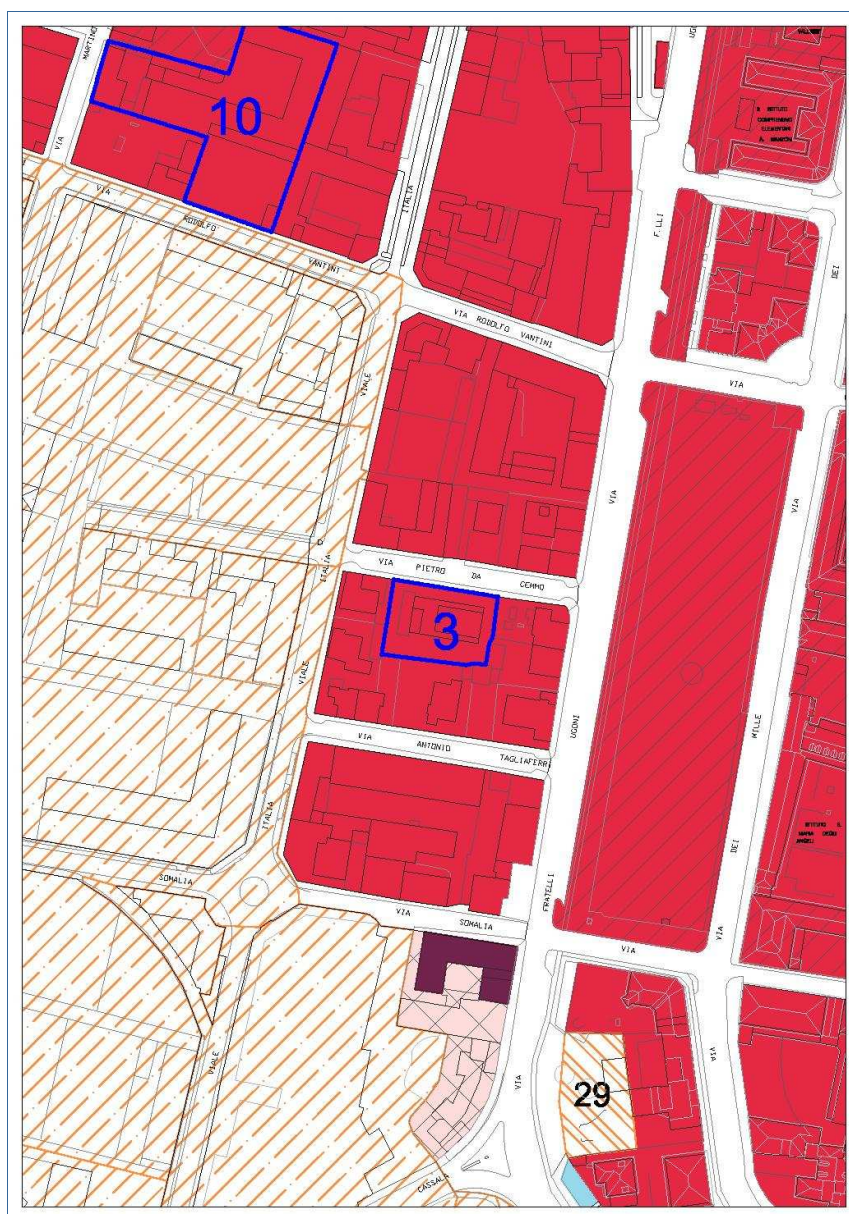 MARTINO
VIA
10
VIA
RODOLFO
VANTINI
ITALIA
UGO
F.LLI
DEI
COMPRENSIVO
VIA RODOLFO VANTINI
VIALE
VIA
VIA
VIA
VIA PIETRO DA CEMMO
ITALIA
3
VIALE
UGONI
MILLE
VIA ANTONIO TAGLIAFERRI
ITALIA
DEI
SOMALIA
FRATELLI
VIA SOMALIA
VIA
VIA
VIALE
VIA
VIA
29
CASSALA